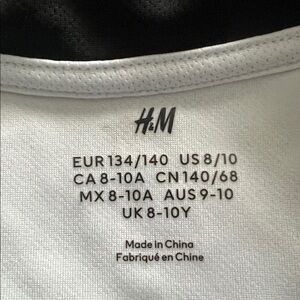 H&M
EUR 134/140 US 8/10
CA 8-10A CN 140/68
MX 8-10A AUS 9-10
UK 8-10Y
Made in China
Fabriqué en Chine